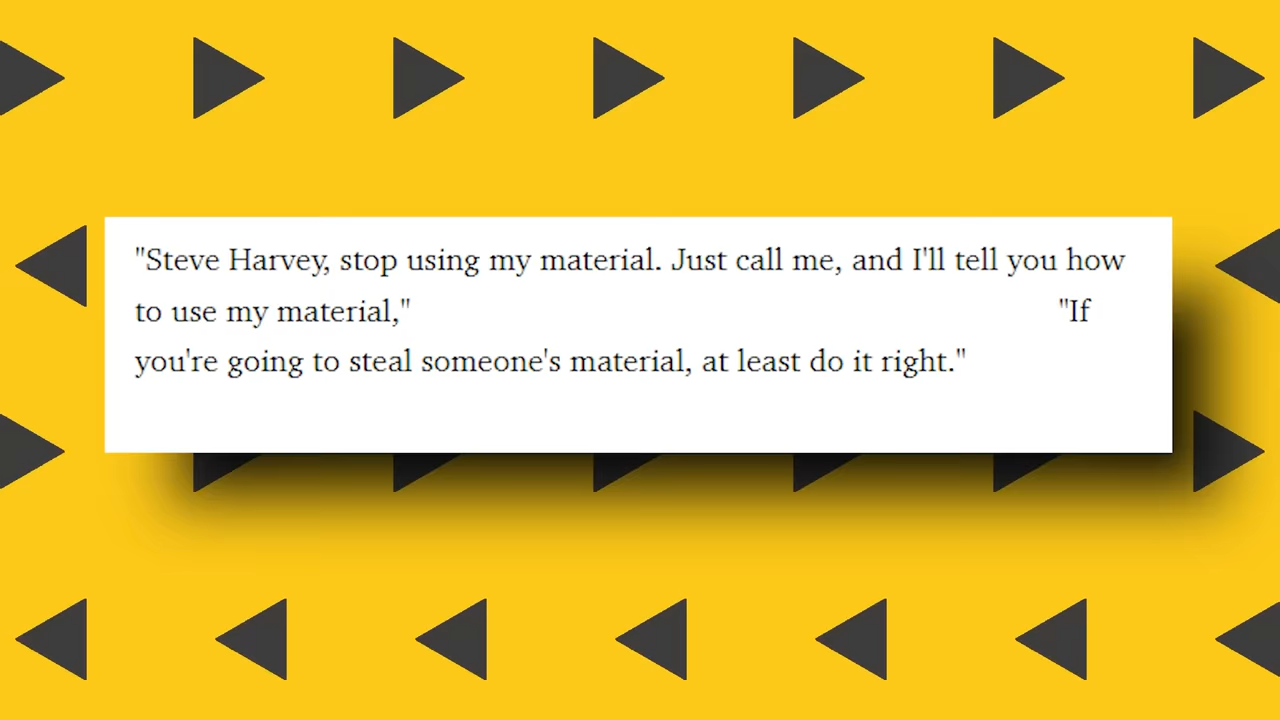 "Steve Harvey, stop using my material. Just call me, and I'll tell you how
to use my material," "If
you're going to steal someone's material, at least do it right."